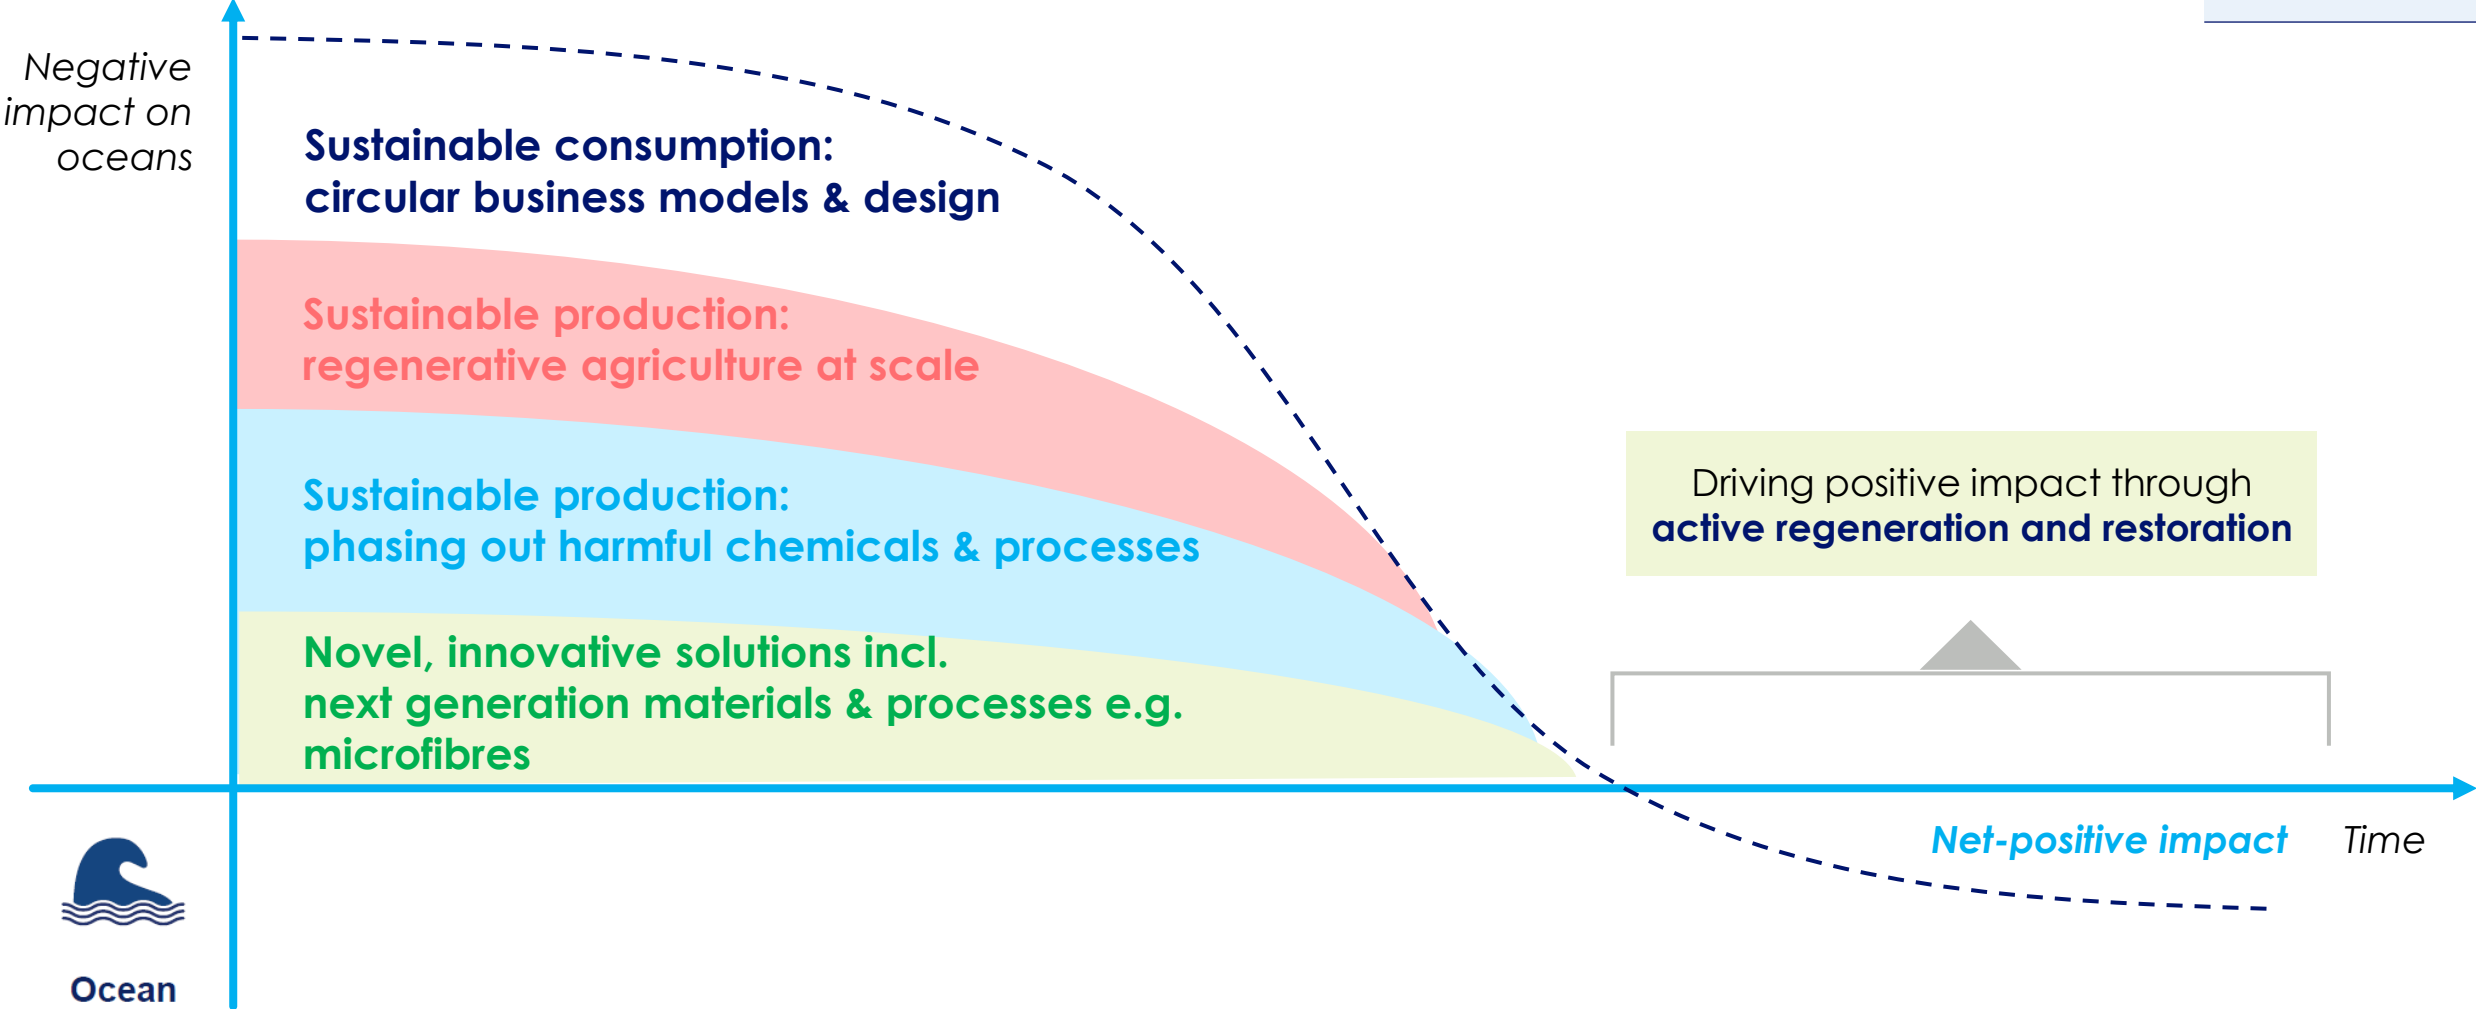 Negative
impact on
oceans
Sustainable consumption:
circular business models & design
Sustainable production:
regenerative agriculture at scale
Sustainable production:
phasing out harmful chemicals & processes
Novel, innovative solutions incl.
next generation materials & processes e.g.
microfibres
Driving positive impact through
active regeneration and restoration
Net-positive impact
Time
Ocean